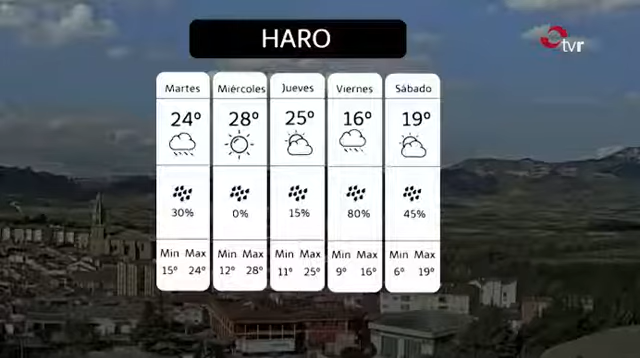 HARO
tvr
Martes Miércoles Jueves Viernes Sábado
24º 28º 25º 16º 19º
30% 0% 15% 80% 45%
Min Max Min Max Min Max Min Max Min Max
15º 24º 12º 28º 11º 25º 9º 16º 6º 19º